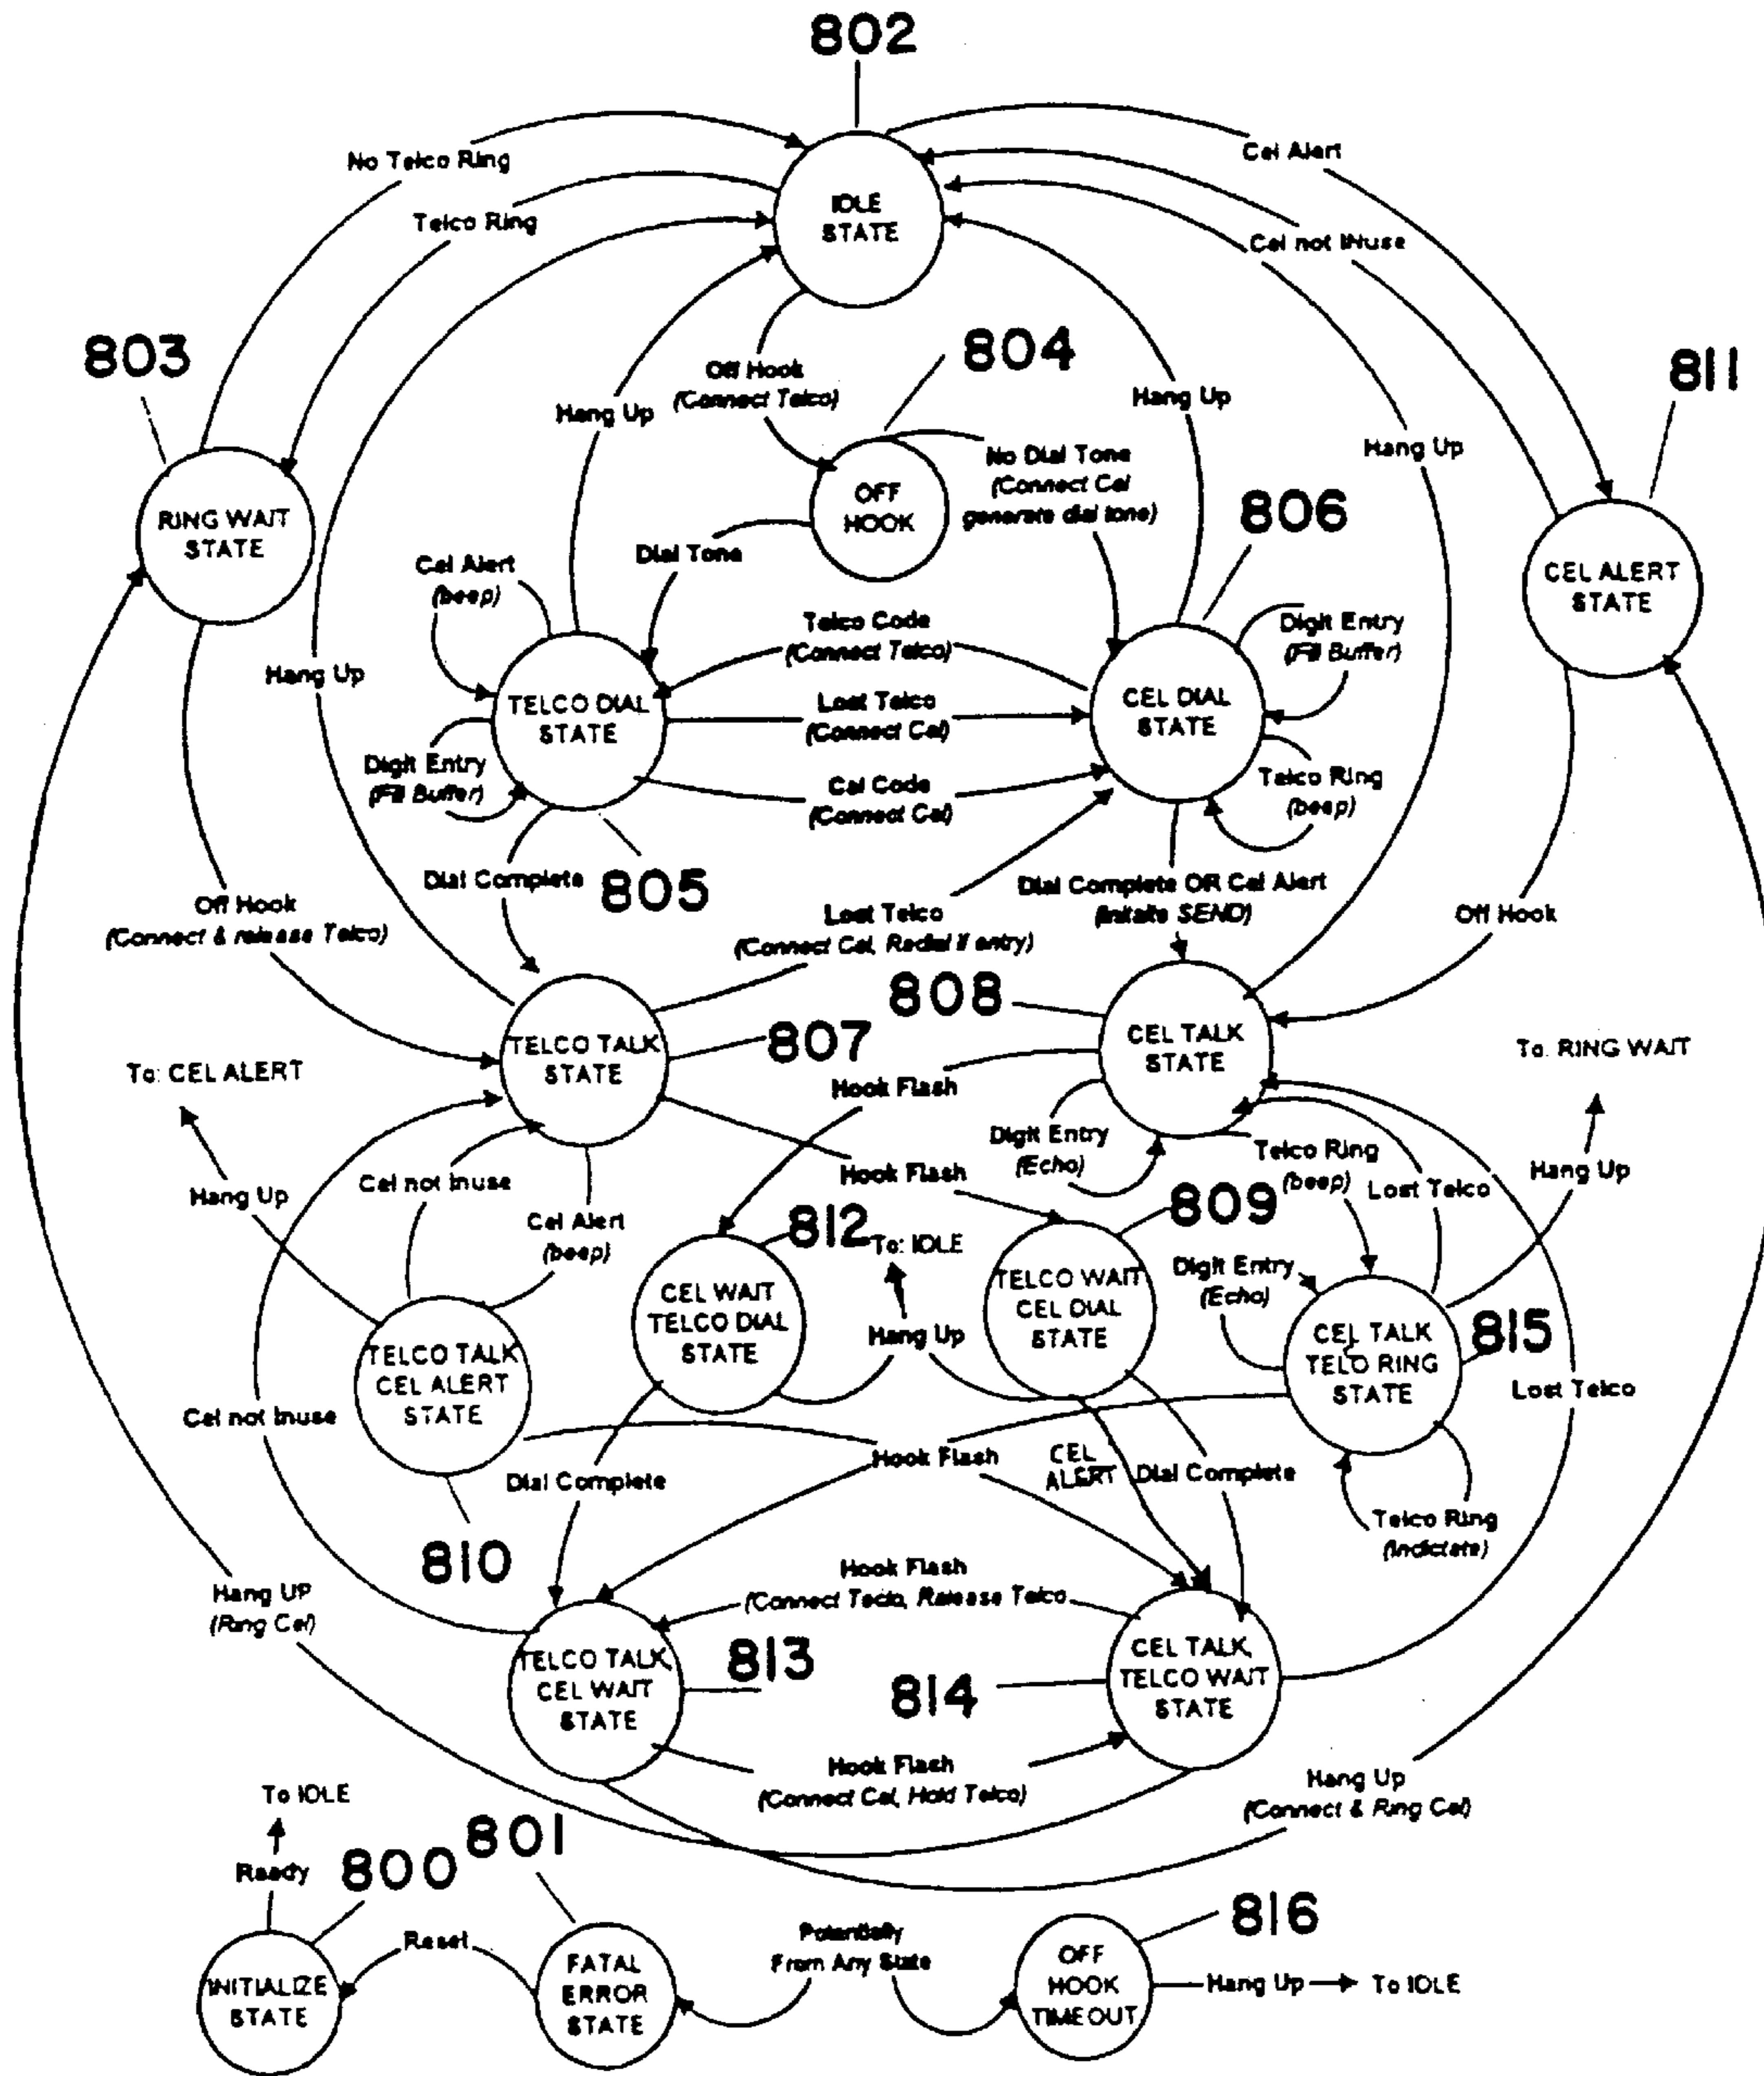 802
No Telco Ring
Cel Alert
IDLE
STATE
Telco Ring
Cel not INuse
803
804
811
Off Hook
(Connect Telco)
Hang Up
Hang Up
Hang Up
No Dial Tone
(Connect Cel
generate dial tone)
OFF
HOOK
806
RING WAIT
STATE
Dial Tone
Cel Alert
(beep)
CEL ALERT
STATE
Telco Code
(Connect Telco)
Digit Entry
(Fill Buffer)
Hang Up
TELCO DIAL
STATE
Lost Telco
(Connect Cel)
CEL DIAL
STATE
Digit Entry
(Fill Buffer)
Cel Code
(Connect Cel)
Telco Ring
(beep)
Dial Complete
805
Dial Complete OR Cel Alert
(Initiate SEND)
Off Hook
(Connect & release Telco)
Lost Telco
(Connect Cel, Redial if entry)
Off Hook
808
TELCO TALK
STATE
807
CEL TALK
STATE
To: CEL ALERT
To: RING WAIT
Hook Flash
Digit Entry
(Echo)
Telco Ring
(beep)
Hook Flash
Cel not Inuse
Hang Up
Lost Telco
Hang Up
Cel Alert
(beep)
812
To: IDLE
809
CEL WAIT
TELCO DIAL
STATE
TELCO WAIT
CEL DIAL
STATE
Digit Entry
(Echo)
Hang Up
CEL TALK
TELO RING
STATE
815
TELCO TALK
CEL ALERT
STATE
Lost Telco
Cel not Inuse
Hook Flash
CEL
ALERT
Dial Complete
Dial Complete
Telco Ring
(Indictate)
810
Hang UP
(Ring Cel)
Hook Flash
(Connect Teclo, Release Telco
TELCO TALK,
CEL WAIT
STATE
813
814
CEL TALK,
TELCO WAIT
STATE
Hook Flash
(Connect Cel, Hold Telco)
Hang Up
(Connect & Ring Cel)
To IDLE
801
Ready
800
816
Reset
Potentially
From Any State
INITIALIZE
STATE
FATAL
ERROR
STATE
OFF
HOOK
TIMEOUT
Hang Up
To IDLE